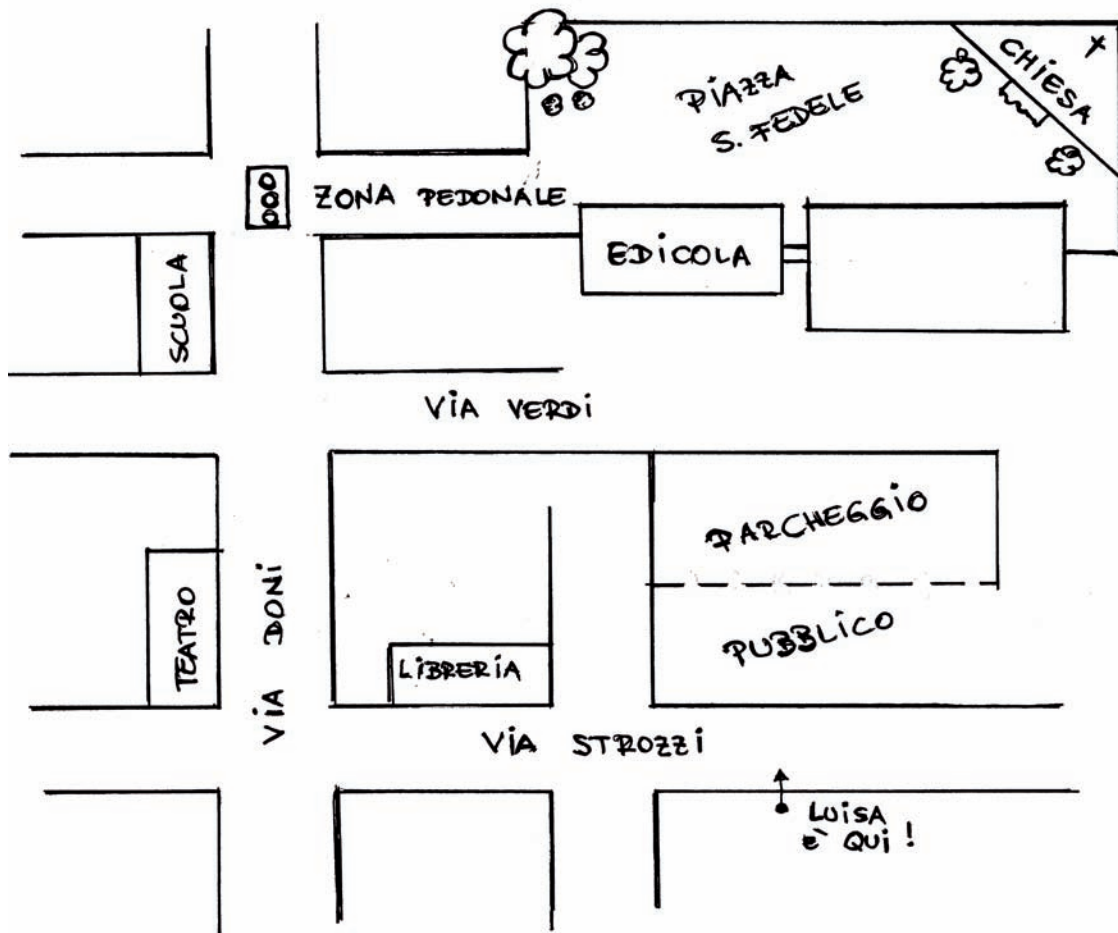 PiAZZA
S. FEDELE
CHiESA
ZONA PEDONALE
EDiCOLA
SCUOLA
ViA VERDi
PARCHEGGiO
PUBBLiCO
TEATRO
ViA DONi
LiBRERiA
ViA STROZZi
LUiSA
è QUi !